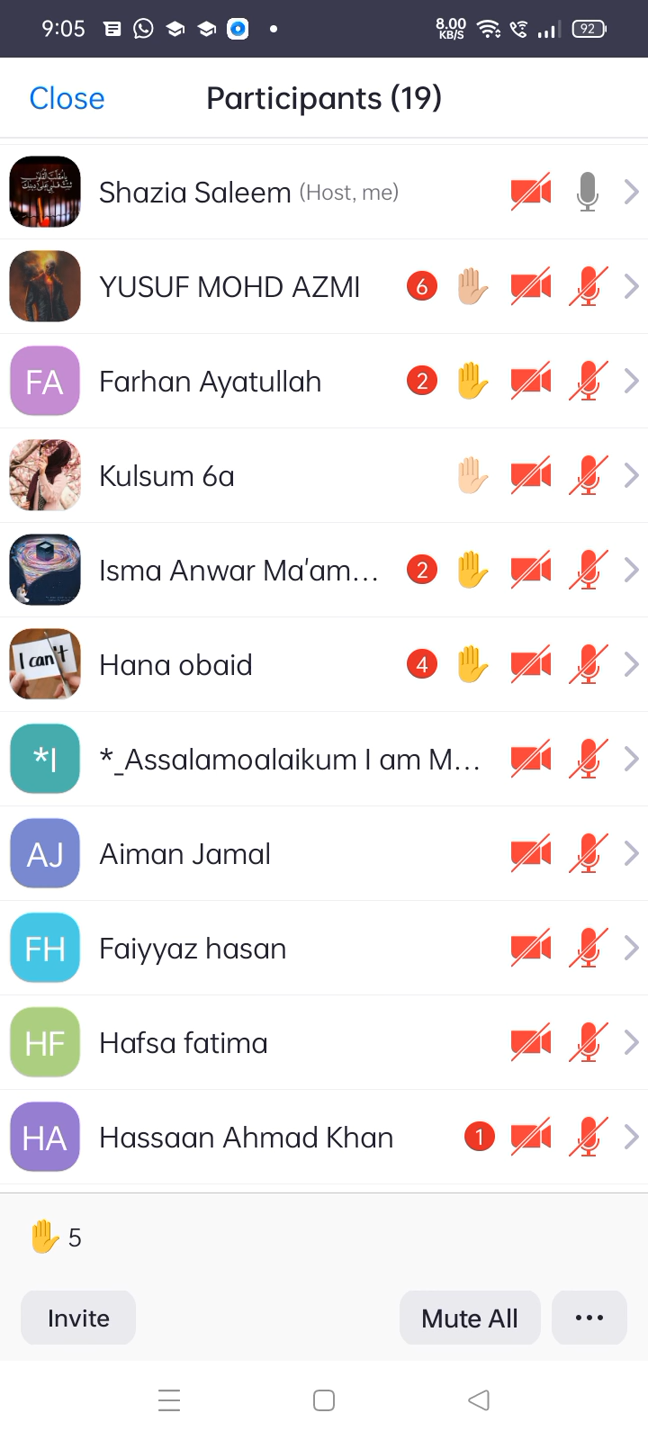 9:05
8.00
KB/S
92
Close
Participants (19)
Shazia Saleem (Host, me)
YUSUF MOHD AZMI
6
FA
Farhan Ayatullah
2
Kulsum 6a
Isma Anwar Ma'am...
2
I can't
Hana obaid
4
*I
*_Assalamoalaikum I am M...
AJ
Aiman Jamal
FH
Faiyyaz hasan
HF
Hafsa fatima
HA
Hassaan Ahmad Khan
1
5
Invite
Mute All